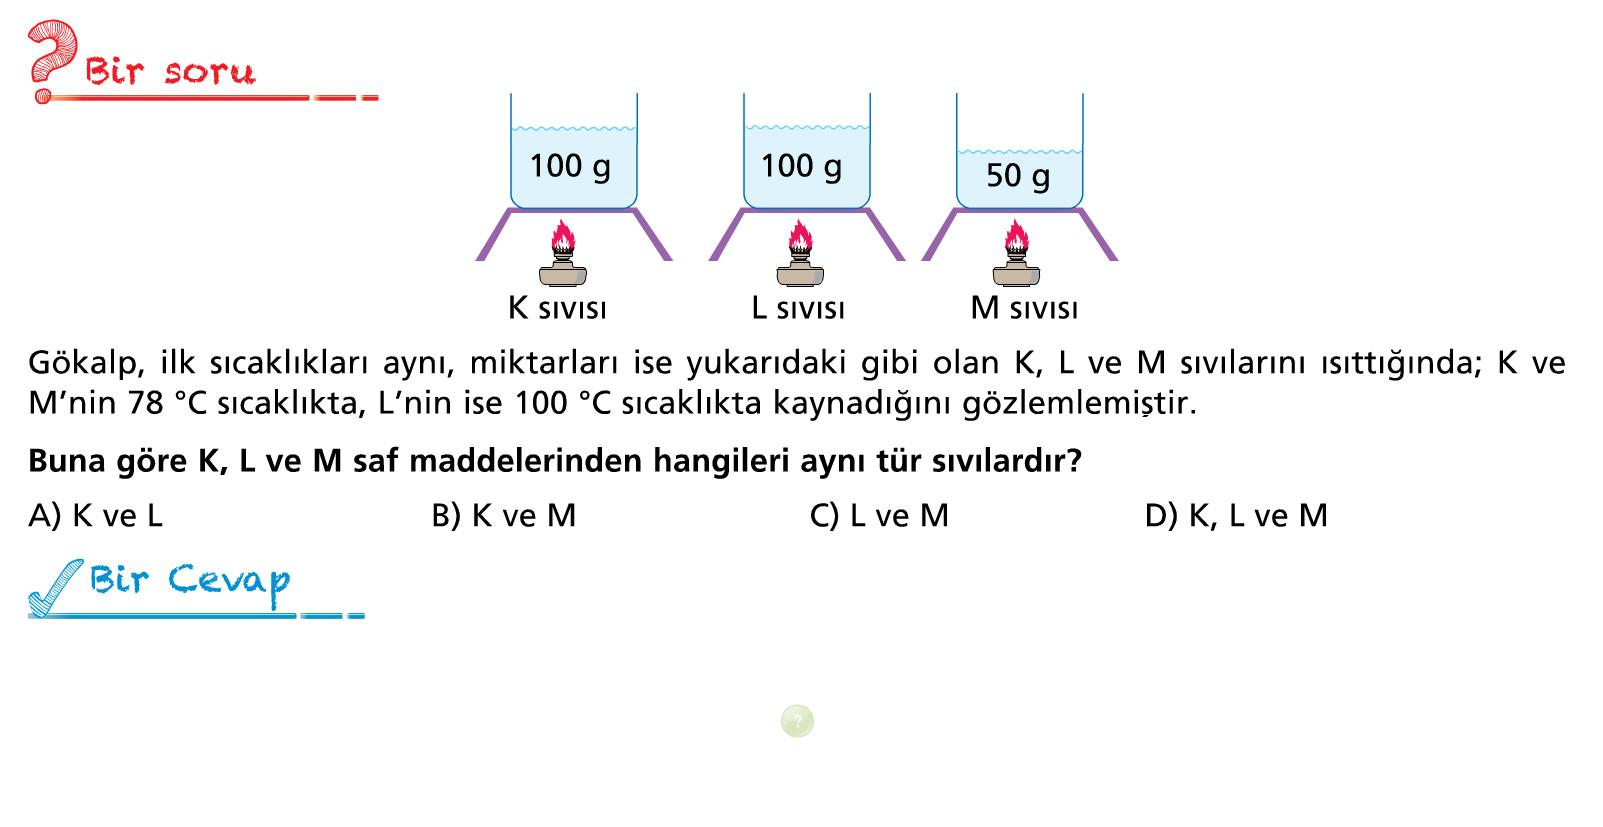 ?
Bir soru
100 g
100 g
50 g
K sıvısı
L sıvısı
M sıvısı
Gökalp, ilk sıcaklıkları aynı, miktarları ise yukarıdaki gibi olan K, L ve M sıvılarını ısıttığında; K ve
M’nin 78 °C sıcaklıkta, L’nin ise 100 °C sıcaklıkta kaynadığını gözlemlemiştir.
Buna göre K, L ve M saf maddelerinden hangileri aynı tür sıvılardır?
A) K ve L
B) K ve M
C) L ve M
D) K, L ve M
Bir Cevap
?